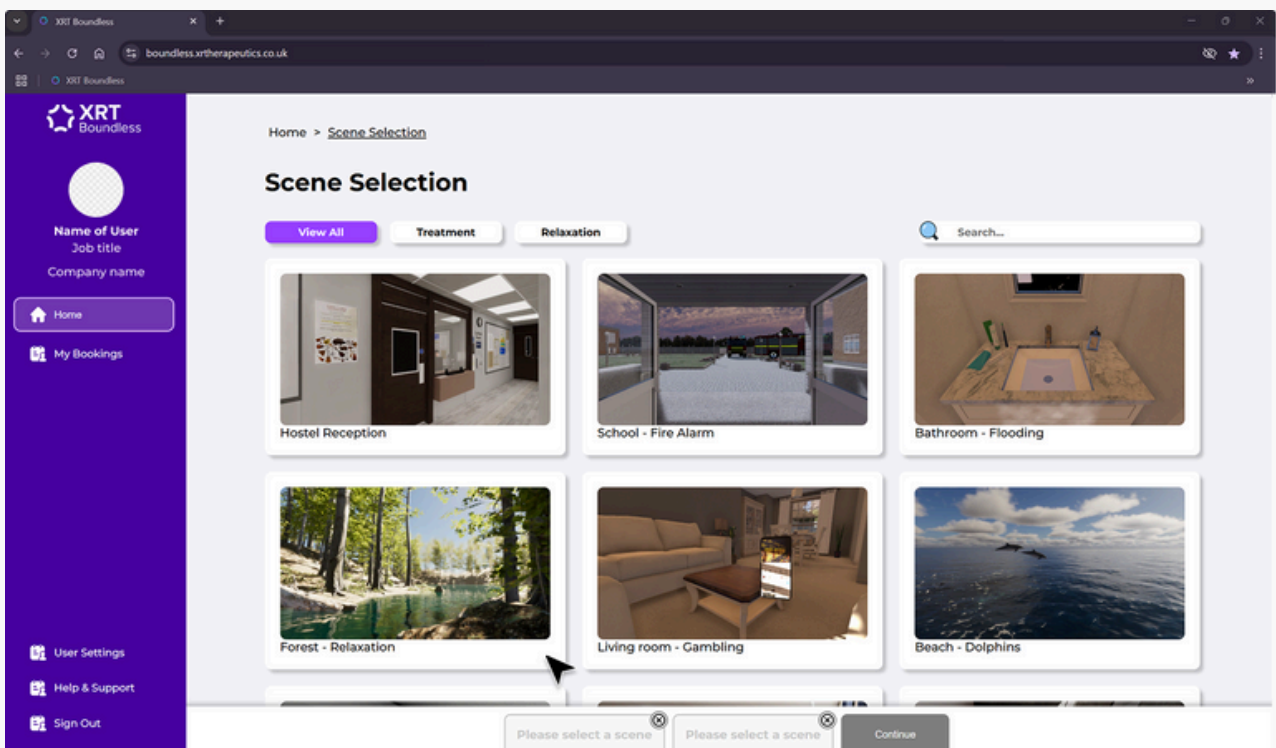 XRT Boundless
boundless.xrtherapeutics.co.uk
XRT Boundless
XRT
Boundless
Name of User
Job title
Company name
Home
My Bookings
User Settings
Help & Support
Sign Out
Home > Scene Selection
Scene Selection
View All
Treatment
Relaxation
Search...
Hostel Reception
School - Fire Alarm
Bathroom - Flooding
Forest - Relaxation
Living room - Gambling
Beach - Dolphins
Please select a scene
Please select a scene
Continue